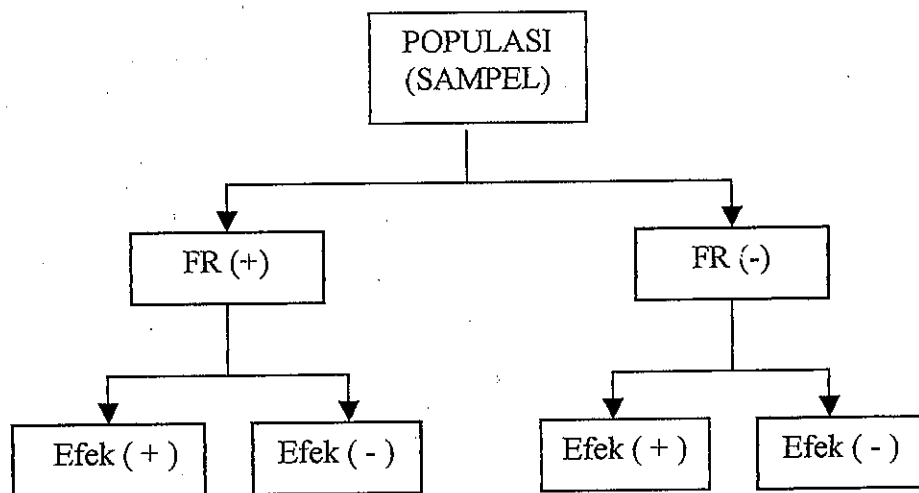 POPULASI
(SAMPEL)
FR (+)
FR (-)
Efek ( + )
Efek ( - )
Efek ( + )
Efek ( - )